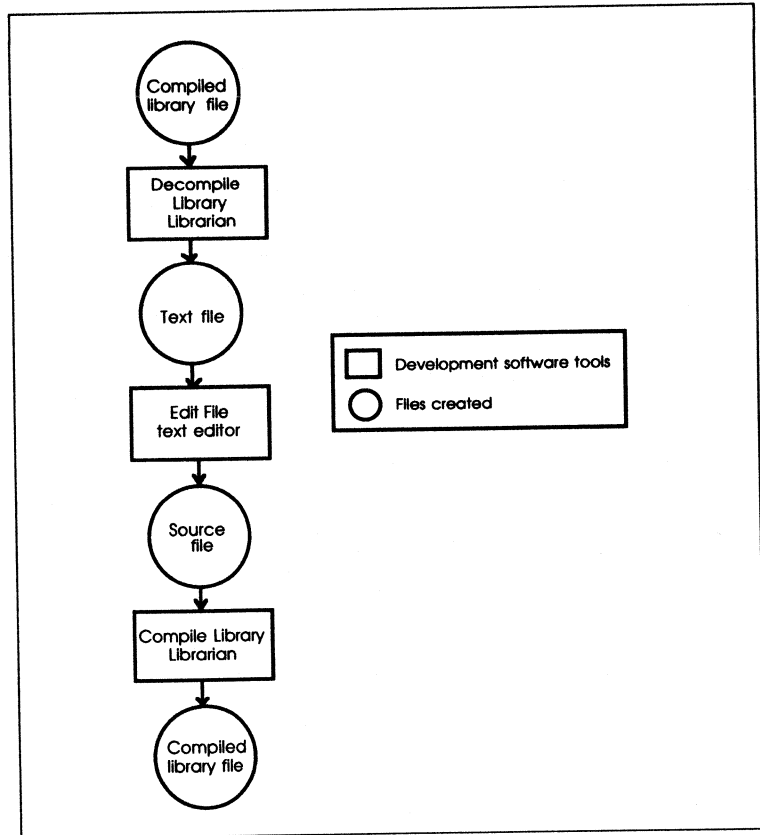 Compiled
library file
Decompile
Library
Librarian
Text file
Edit File
text editor
Source
file
Compile Library
Librarian
Compiled
library file
Development software tools
Files created